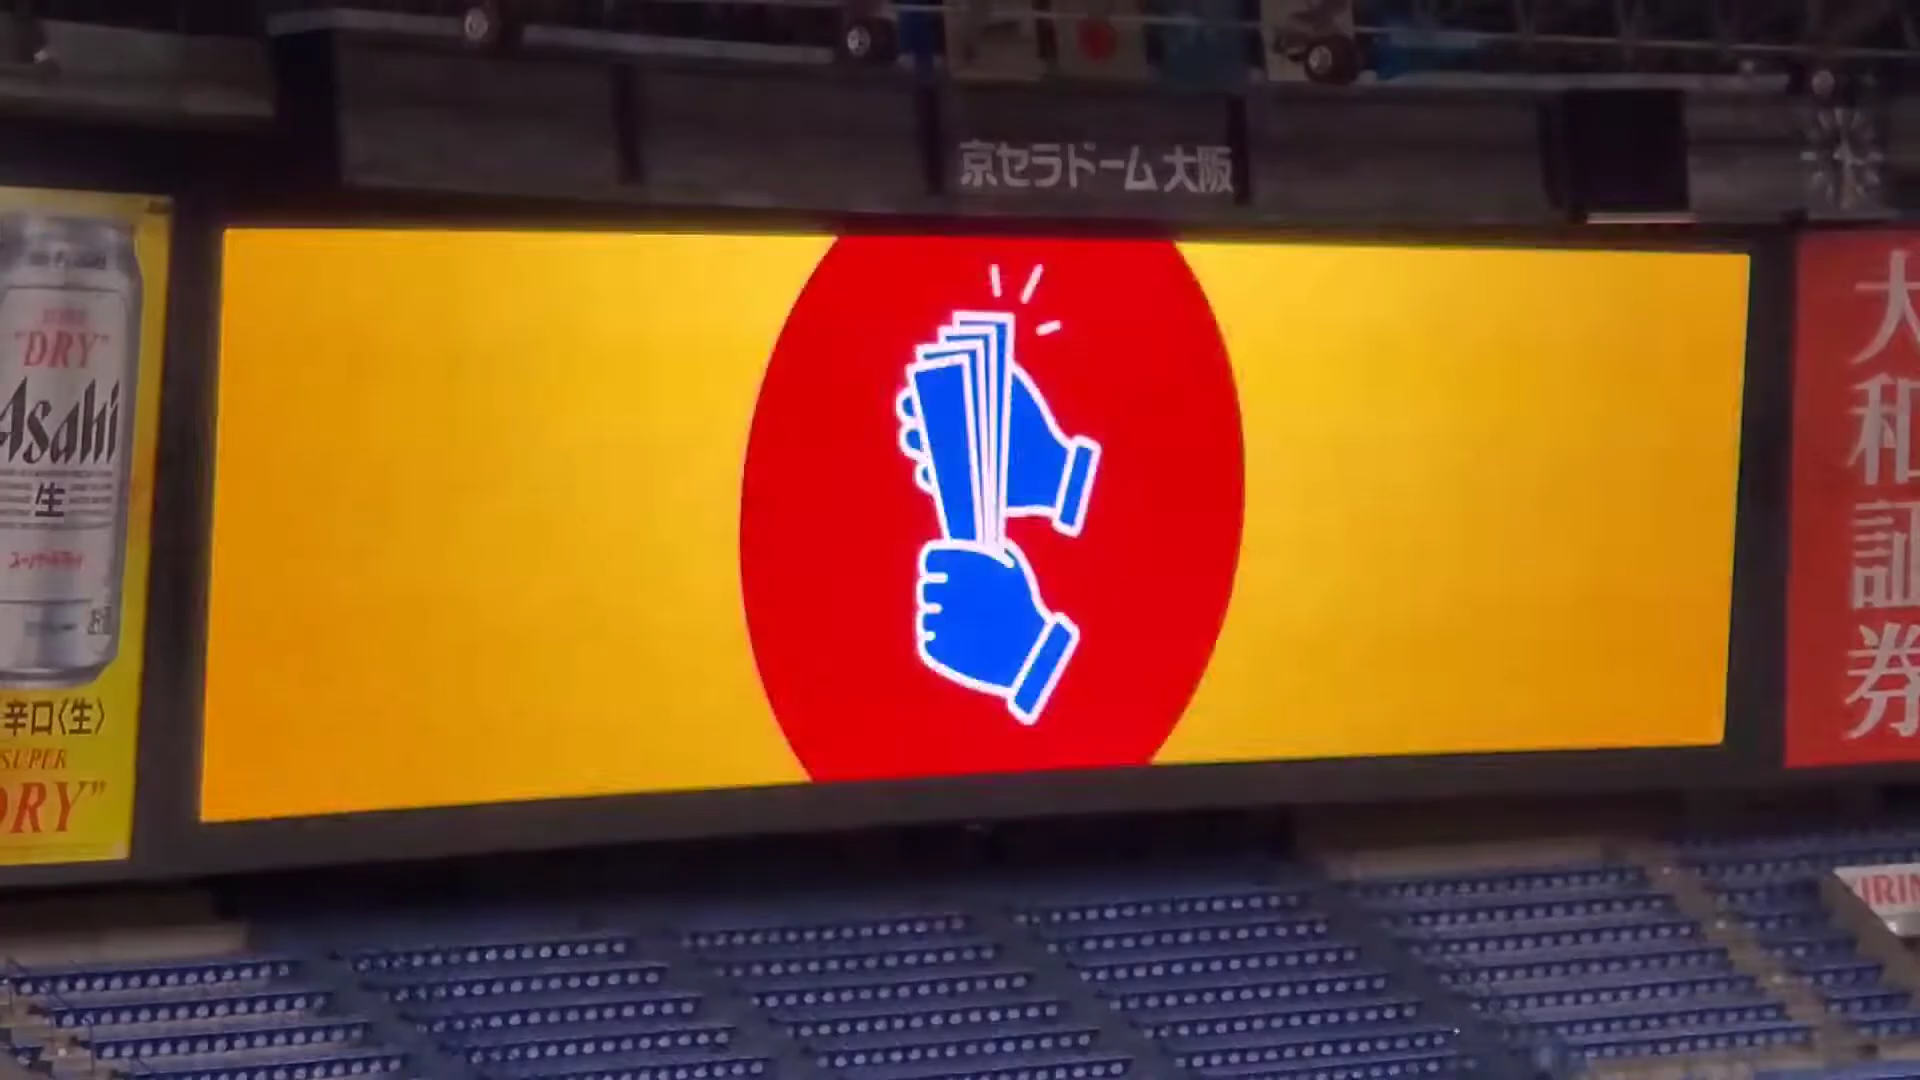 京セラドーム大阪
"DRY"
Asahi
生
辛口〈生〉
SUPER
DRY"
大和証券
KIRIN